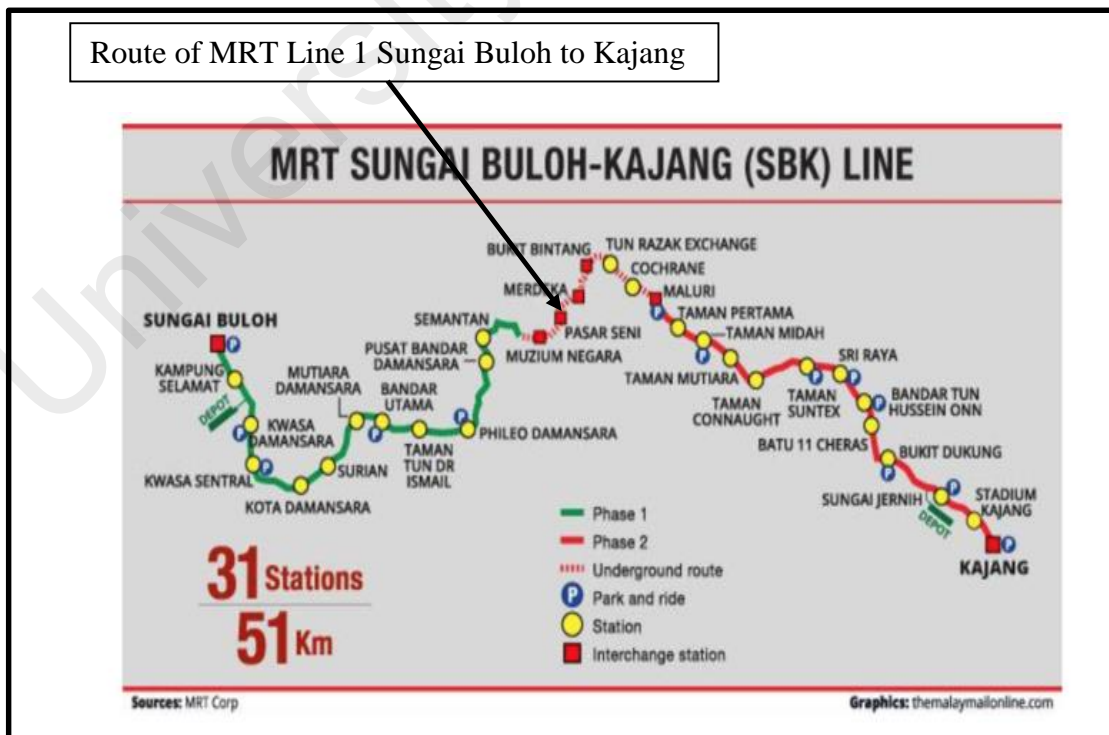 Route of MRT Line 1 Sungai Buloh to Kajang
University
MRT SUNGAI BULOH-KAJANG (SBK) LINE
BUKIT BINTANG
TUN RAZAK EXCHANGE
COCHRANE
MERDEKA
MALURI
SEMANTAN
PASAR SENI
TAMAN PERTAMA
SUNGAI BULOH
P
MUZIUM NEGARA
TAMAN MIDAH
PUSAT BANDAR
DAMANSARA
P
KAMPUNG
SELAMAT
MUTIARA
DAMANSARA
BANDAR
UTAMA
TAMAN MUTIARA
P
SRI RAYA
TAMAN
CONNAUGHT
TAMAN
SUNTEX
P
P
BANDAR TUN
HUSSEIN ONN
P
DEPOT
P
KWASA
DAMANSARA
P
P
PHILEO DAMANSARA
BATU 11 CHERAS
KWASA SENTRAL
P
SURIAN
TAMAN
TUN DR
ISMAIL
BUKIT DUKUNG
P
KOTA DAMANSARA
SUNGAI JERNIH
P
DEPOT
STADIUM
KAJANG
P
KAJANG
31 Stations
51 Km
Phase 1
Phase 2
Underground route
P Park and ride
Station
Interchange station
Sources: MRT Corp
Graphics: themalaymailonline.com